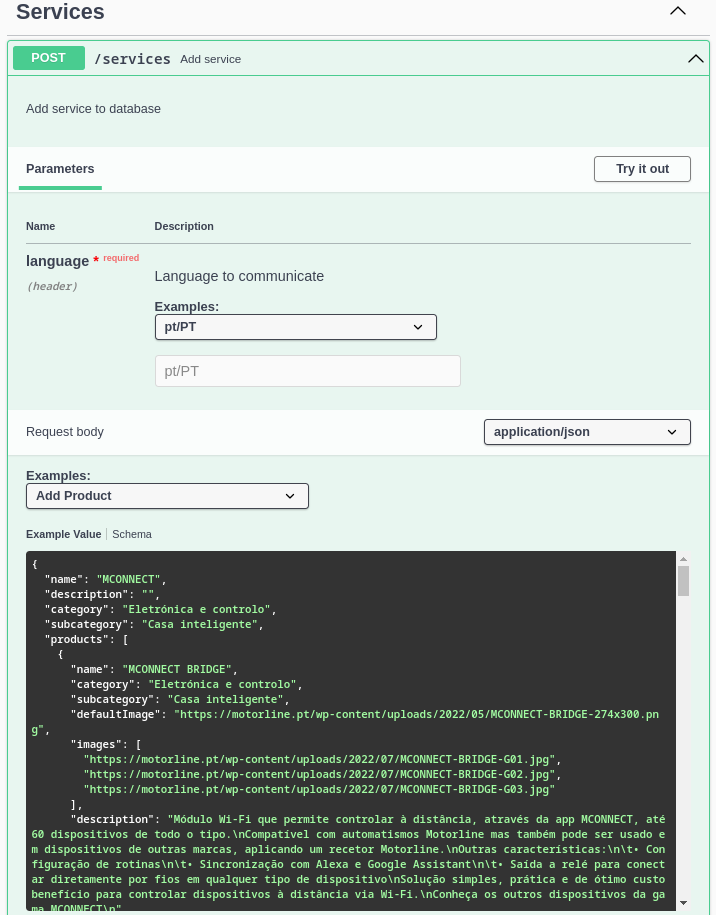 Services
POST /services Add service
Add service to database
Parameters Try it out
Name Description
language * required
(header)
Language to communicate
Examples:
pt/PT
pt/PT
Request body application/json
Examples:
Add Product
Example Value Schema
{
"name": "MCONNECT",
"description": "",
"category": "Eletrónica e controlo",
"subcategory": "Casa inteligente",
"products": [
{
"name": "MCONNECT BRIDGE",
"category": "Eletrónica e controlo",
"subcategory": "Casa inteligente",
"defaultImage": "https://motorline.pt/wp-content/uploads/2022/05/MCONNECT-BRIDGE-274x300.pn
g",
"images": [
"https://motorline.pt/wp-content/uploads/2022/07/MCONNECT-BRIDGE-G01.jpg",
"https://motorline.pt/wp-content/uploads/2022/07/MCONNECT-BRIDGE-G02.jpg",
"https://motorline.pt/wp-content/uploads/2022/07/MCONNECT-BRIDGE-G03.jpg"
],
"description": "Módulo Wi-Fi que permite controlar à distância, através da app MCONNECT, até
60 dispositivos de todo o tipo.\nCompatível com automatismos Motorline mas também pode ser usado e
m dispositivos de outras marcas, aplicando um recetor Motorline.\nOutras características:\n\t• Con
figuração de rotinas\n\t• Sincronização com Alexa e Google Assistant\n\t• Saída a relé para conect
ar diretamente por fios em qualquer tipo de dispositivo\nSolução simples, prática e de ótimo custo
benefício para controlar dispositivos à distância via Wi-Fi.\nConheça os outros dispositivos da ga
ma MCONNECT\n"